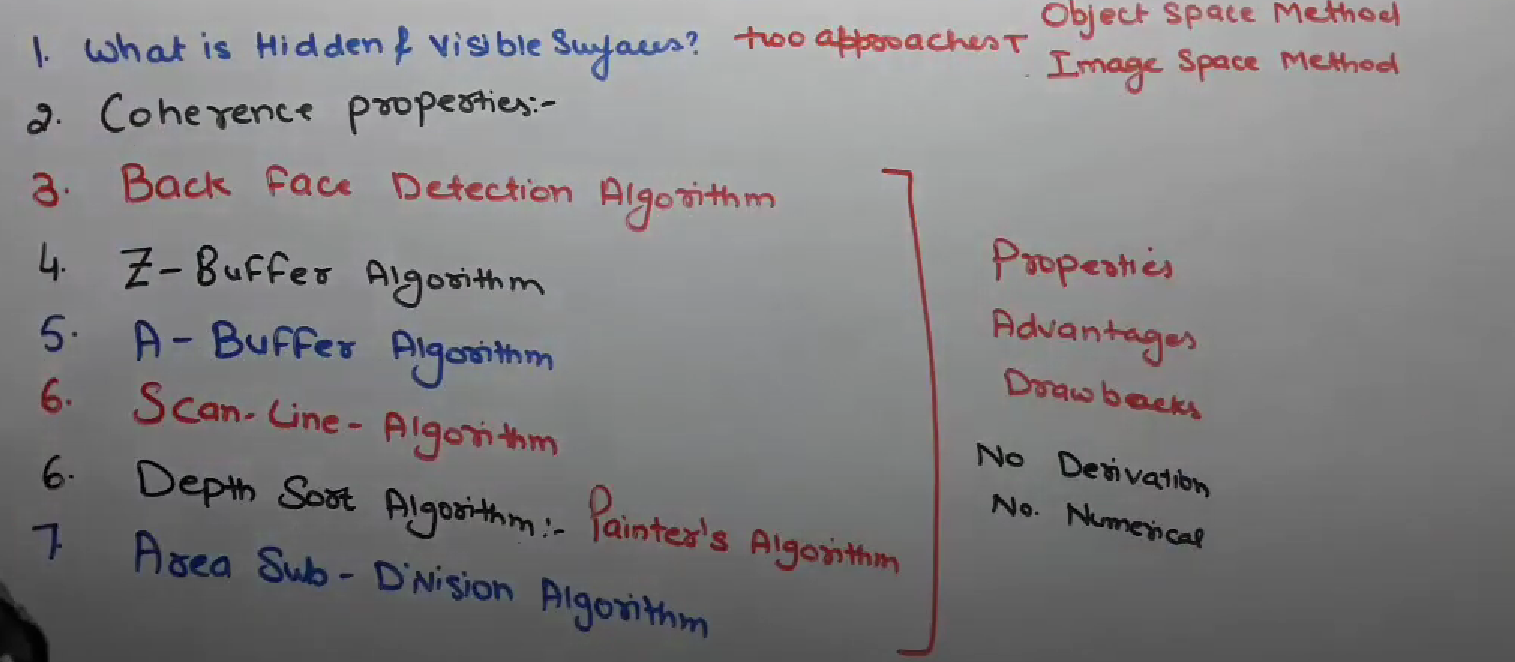 1. What is Hidden & Visible Surfaces? two approaches
Object Space Method
Image Space Method
2. Coherence properties:-
3. Back Face Detection Algorithm
4. Z-Buffer Algorithm
5. A-Buffer Algorithm
6. Scan-Line-Algorithm
6. Depth Sort Algorithm:- Painter's Algorithm
7 Area Sub-Division Algorithm
Properties
Advantages
Drawbacks
No Derivation
No. Numerical